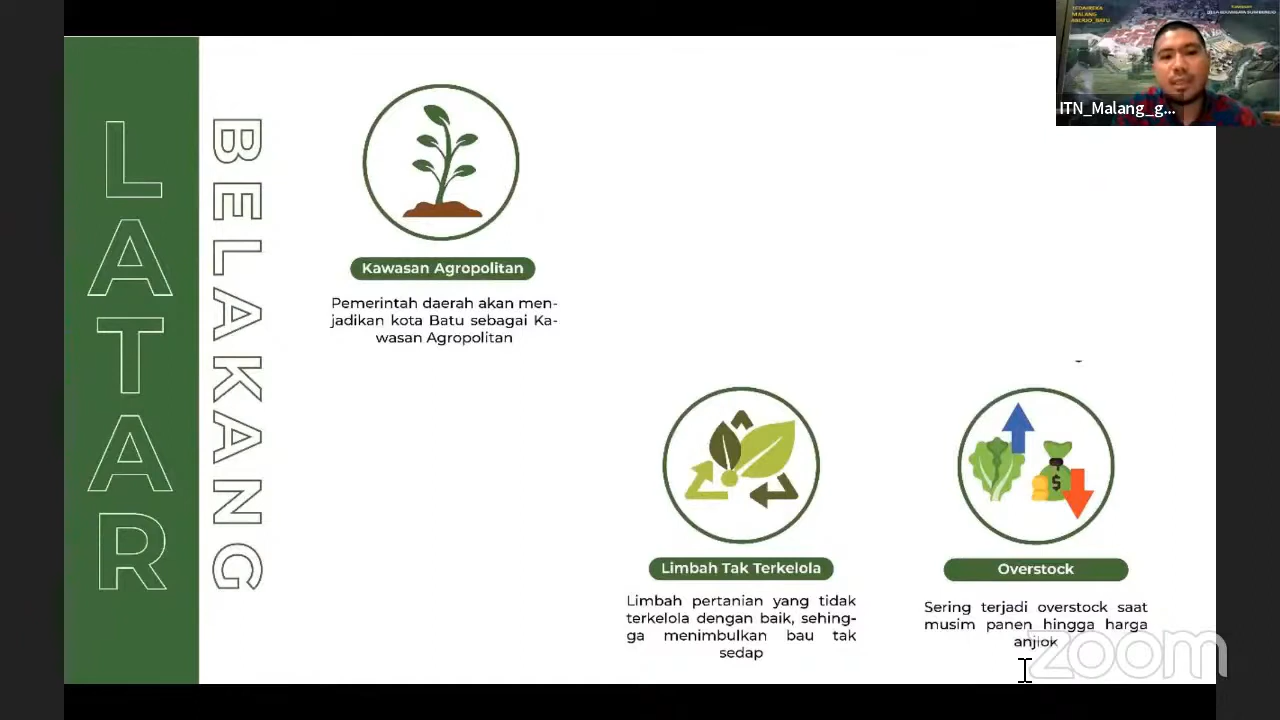 LATAR
BELAKANG
Kawasan Agropolitan
Pemerintah daerah akan men-
jadikan kota Batu sebagai Ka-
wasan Agropolitan
Limbah Tak Terkelola
Limbah pertanian yang tidak
terkelola dengan baik, sehing-
ga menimbulkan bau tak
sedap
Overstock
Sering terjadi overstock saat
musim panen hingga harga
anjlok
zoom
MALANG
ITN_Malang_g...